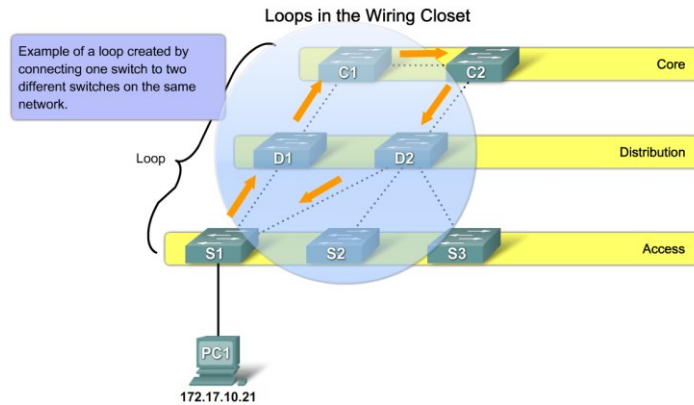 Loops in the Wiring Closet
Example of a loop created by
connecting one switch to two
different switches on the same
network.
C1
C2
Core
Loop
D1
D2
Distribution
S1
S2
S3
Access
PC1
172.17.10.21